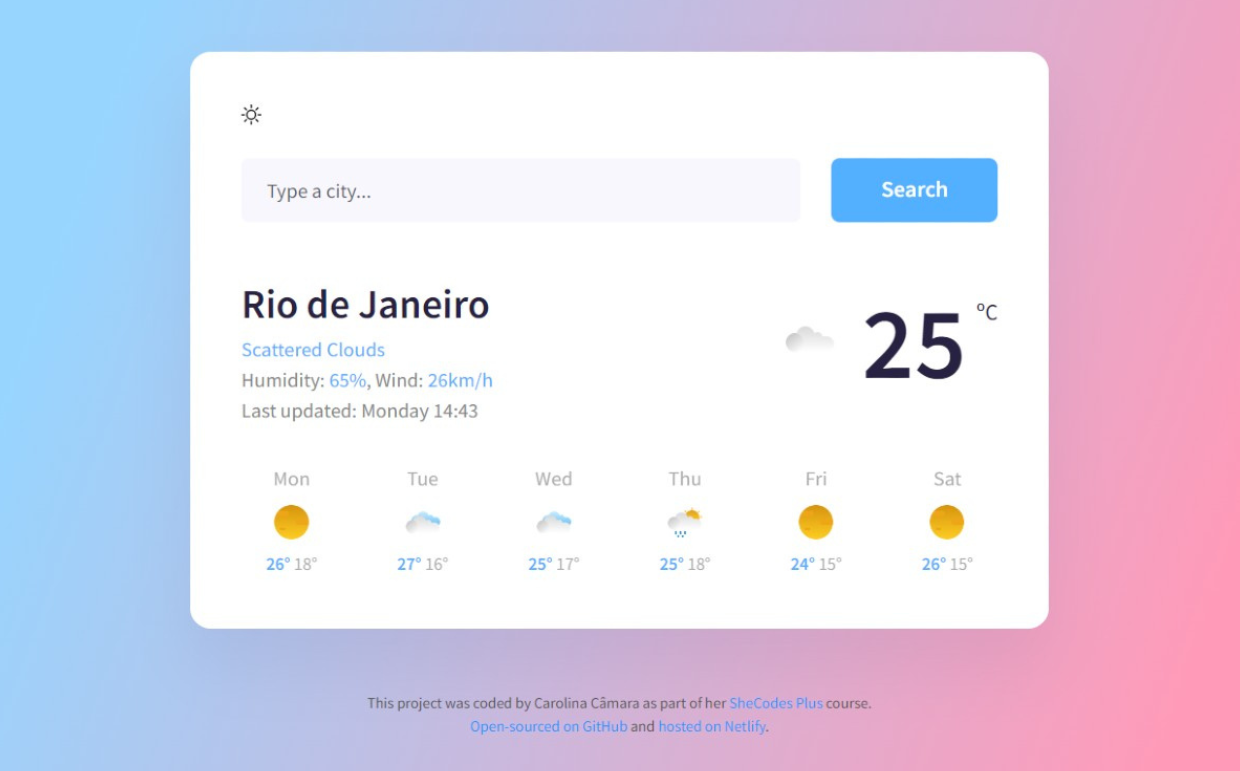 Type a city...
Search
Rio de Janeiro
25 ºC
Scattered Clouds
Humidity: 65%, Wind: 26km/h
Last updated: Monday 14:43
Mon Tue Wed Thu Fri Sat
26° 18° 27° 16° 25° 17° 25° 18° 24° 15° 26° 15°
This project was coded by Carolina Câmara as part of her SheCodes Plus course.
Open-sourced on GitHub and hosted on Netlify.